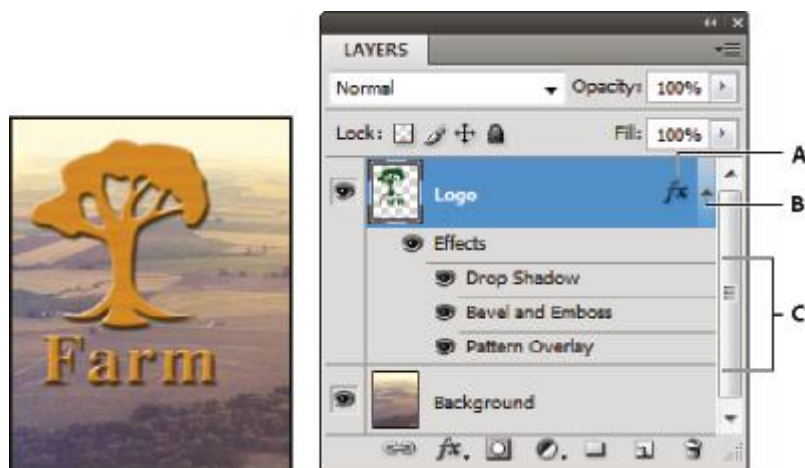 Farm
LAYERS
Normal
Opacity: 100%
Lock:
Fill: 100%
A
Logo
fx
B
Effects
Drop Shadow
Bevel and Emboss
C
Pattern Overlay
Background
fx.